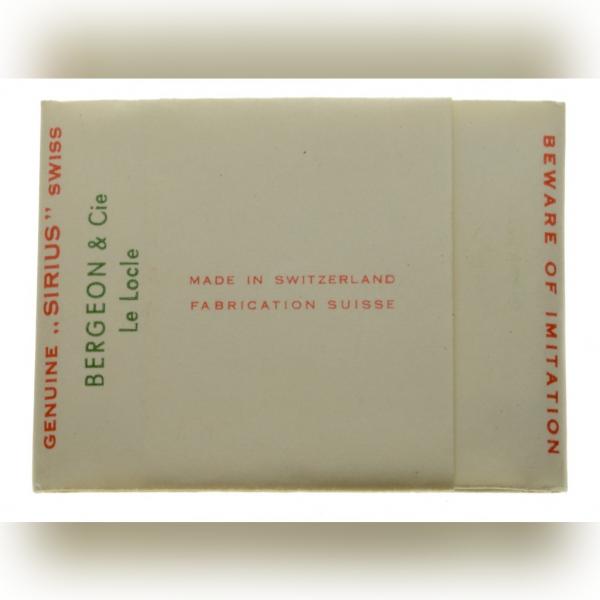 GENUINE „SIRIUS” SWISS
BERGEON & Cie
Le Locle
MADE IN SWITZERLAND
FABRICATION SUISSE
BEWARE OF IMITATION